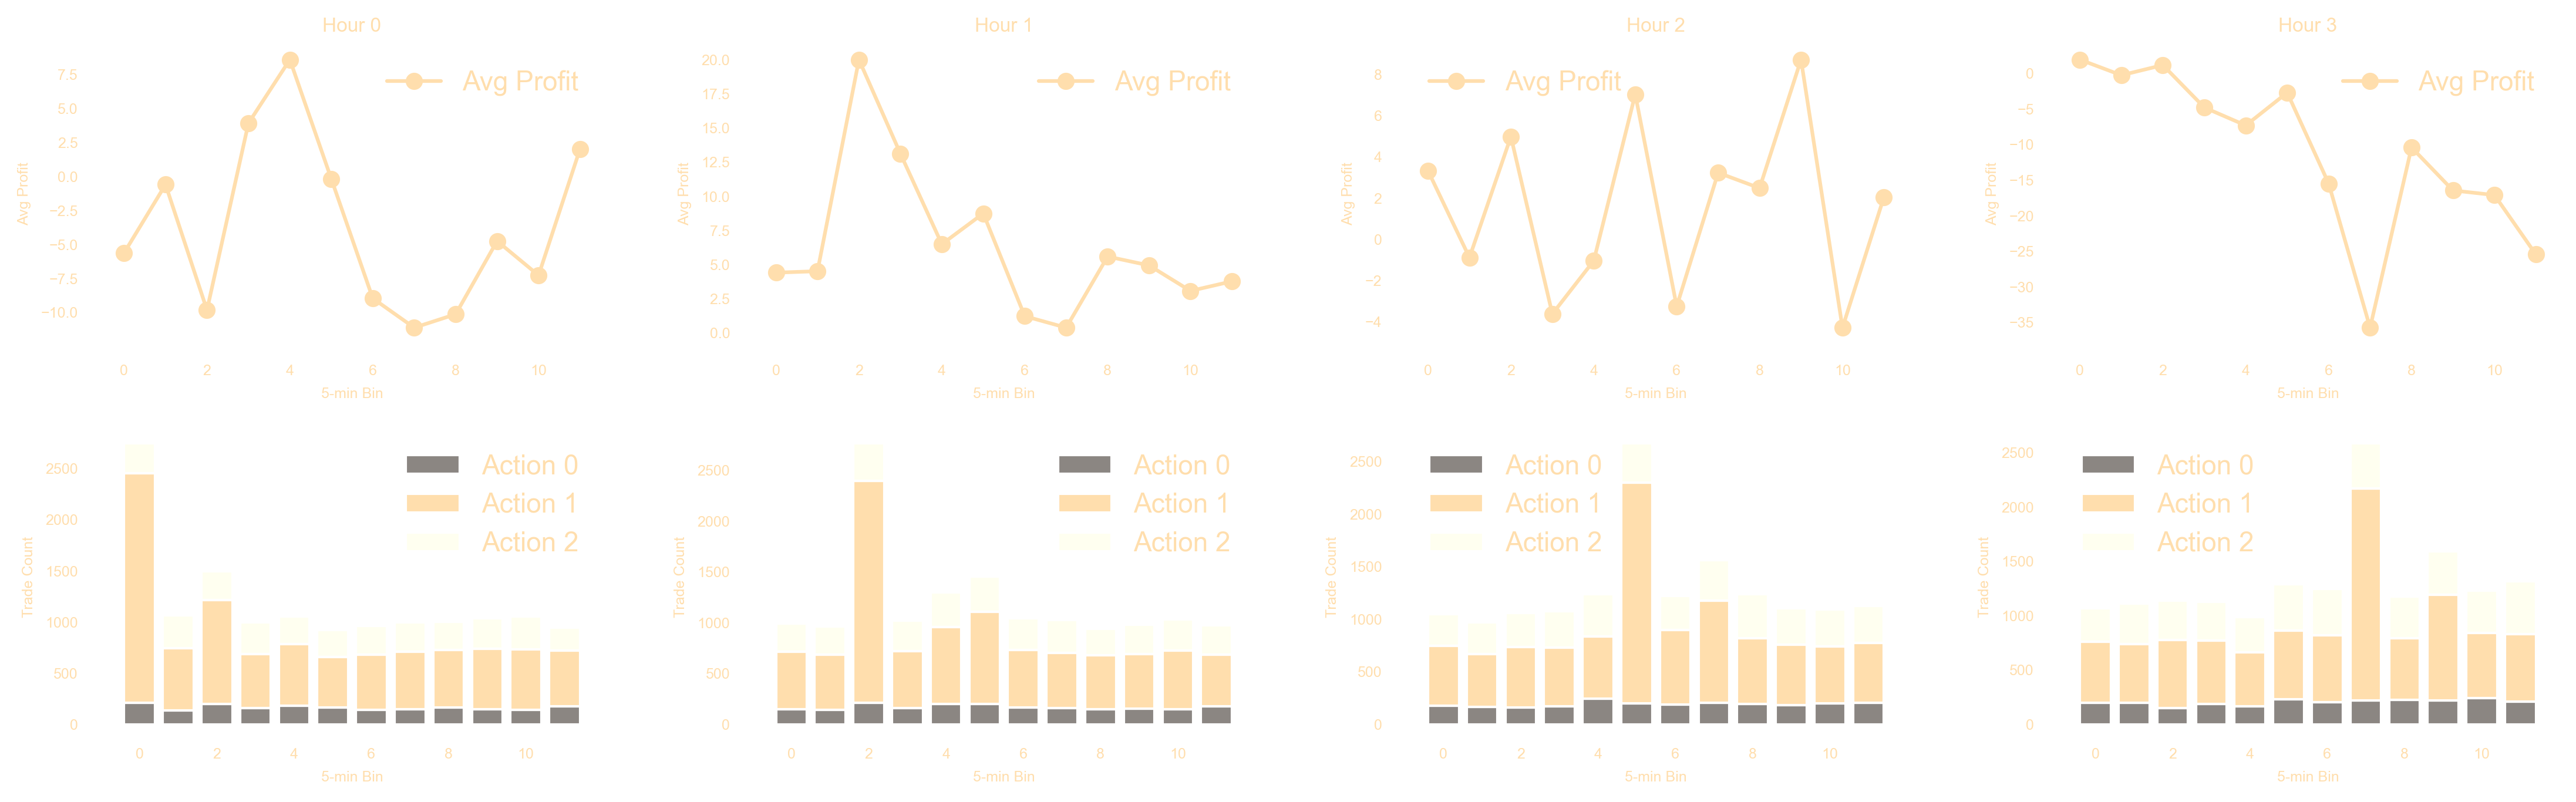 Hour 0
Avg Profit
7.5
5.0
2.5
0.0
−2.5
−5.0
−7.5
−10.0
Avg Profit
0 2 4 6 8 10
5-min Bin
Hour 1
Avg Profit
20.0
17.5
15.0
12.5
10.0
7.5
5.0
2.5
0.0
Avg Profit
0 2 4 6 8 10
5-min Bin
Hour 2
Avg Profit
8
6
4
2
0
−2
−4
Avg Profit
0 2 4 6 8 10
5-min Bin
Hour 3
Avg Profit
0
−5
−10
−15
−20
−25
−30
−35
Avg Profit
0 2 4 6 8 10
5-min Bin
Action 0
Action 1
Action 2
2500
2000
1500
1000
500
0
Trade Count
0 2 4 6 8 10
5-min Bin
Action 0
Action 1
Action 2
2500
2000
1500
1000
500
0
Trade Count
0 2 4 6 8 10
5-min Bin
Action 0
Action 1
Action 2
2500
2000
1500
1000
500
0
Trade Count
0 2 4 6 8 10
5-min Bin
Action 0
Action 1
Action 2
2500
2000
1500
1000
500
0
Trade Count
0 2 4 6 8 10
5-min Bin